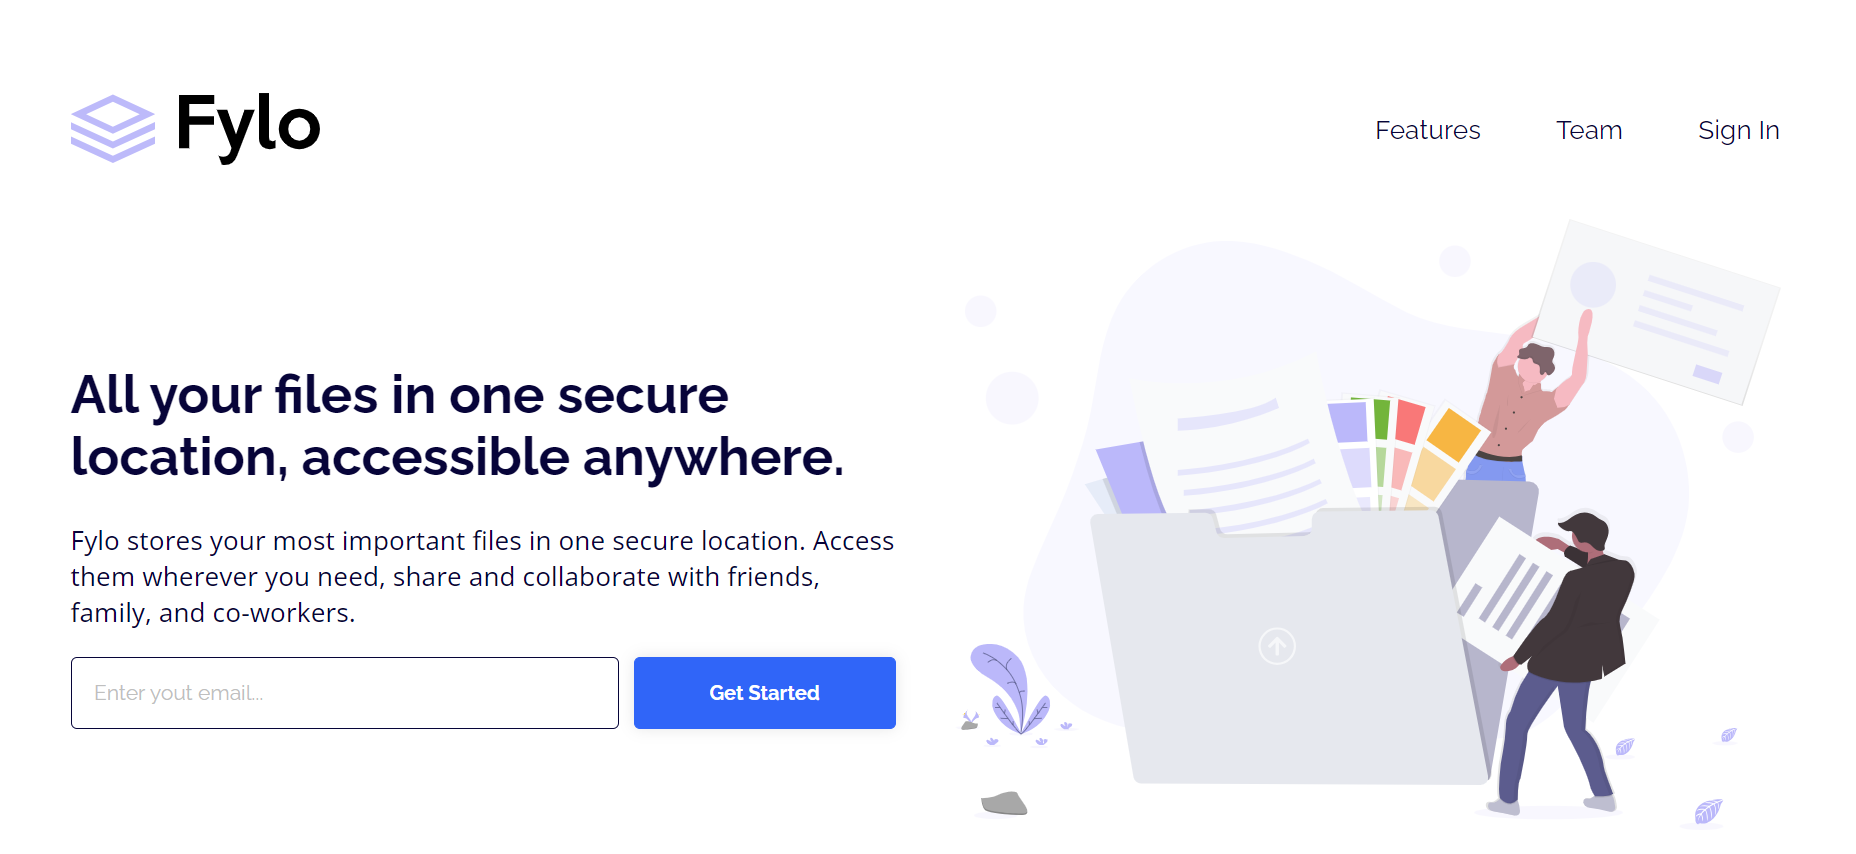 Fylo
Features
Team
Sign In
All your files in one secure
location, accessible anywhere.
Fylo stores your most important files in one secure location. Access
them wherever you need, share and collaborate with friends,
family, and co-workers.
Enter yout email...
Get Started